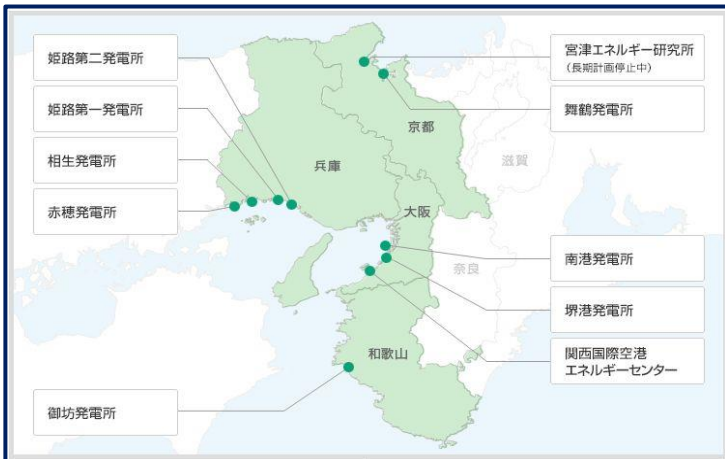 姫路第二発電所
姫路第一発電所
相生発電所
赤穂発電所
御坊発電所
宮津エネルギー研究所
(長期計画停止中)
舞鶴発電所
南港発電所
堺港発電所
関西国際空港
エネルギーセンター
京都
兵庫
滋賀
大阪
奈良
和歌山